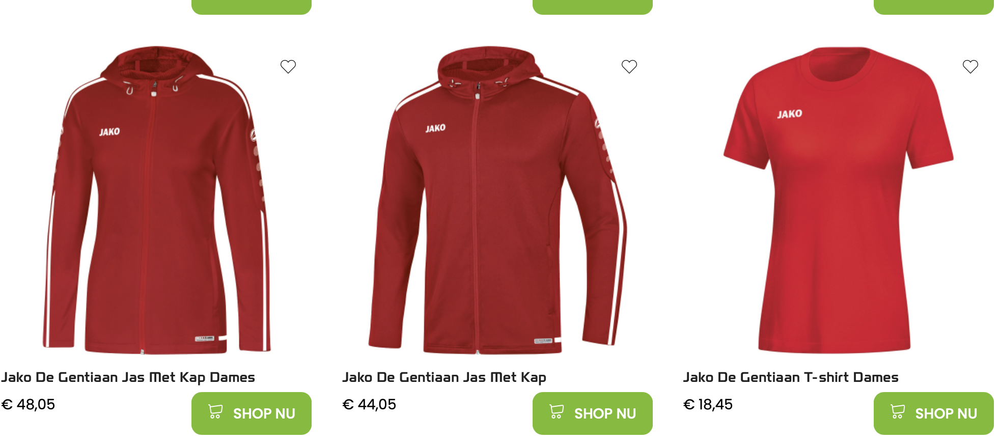 JAKO
JAKO
JAKO
Jako De Gentiaan Jas Met Kap Dames
€ 48,05
SHOP NU
Jako De Gentiaan Jas Met Kap
€ 44,05
SHOP NU
Jako De Gentiaan T-shirt Dames
€ 18,45
SHOP NU